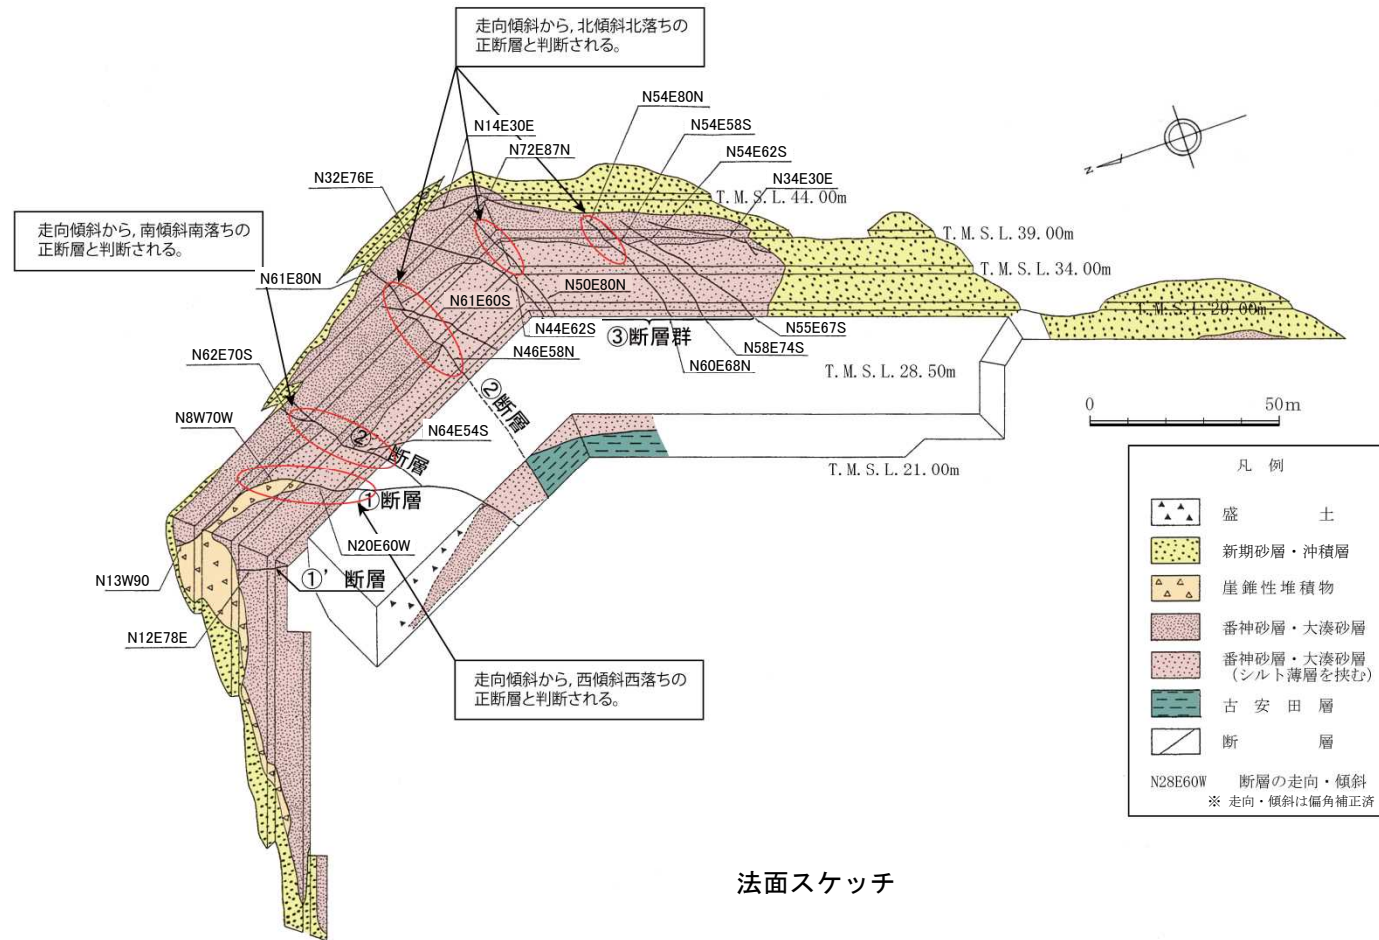 走向傾斜から,北傾斜北落ちの
正断層と判断される。
N54E80N
N14E30E
N54E58S
N72E87N
N54E62S
N32E76E
N34E30E
T.M.S.L.44.00m
N
走向傾斜から,南傾斜南落ちの
正断層と判断される。
T.M.S.L.39.00m
T.M.S.L.34.00m
N61E80N
N50E80N
N61E60S
T.M.S.L.29.00m
N44E62S
③断層群
N55E67S
N46E58N
N58E74S
N62E70S
N60E68N
T.M.S.L.28.50m
②断層
N8W70W
N64E54S
0 50m
②' 断層
T.M.S.L.21.00m
①断層
N20E60W
N13W90
①' 断層
N12E78E
走向傾斜から,西傾斜西落ちの
正断層と判断される。
凡 例
盛 土
新期砂層・沖積層
崖錐性堆積物
番神砂層・大湊砂層
番神砂層・大湊砂層
(シルト薄層を挟む)
古 安 田 層
断 層
N28E60W 断層の走向・傾斜
※ 走向・傾斜は偏角補正済
法面スケッチ